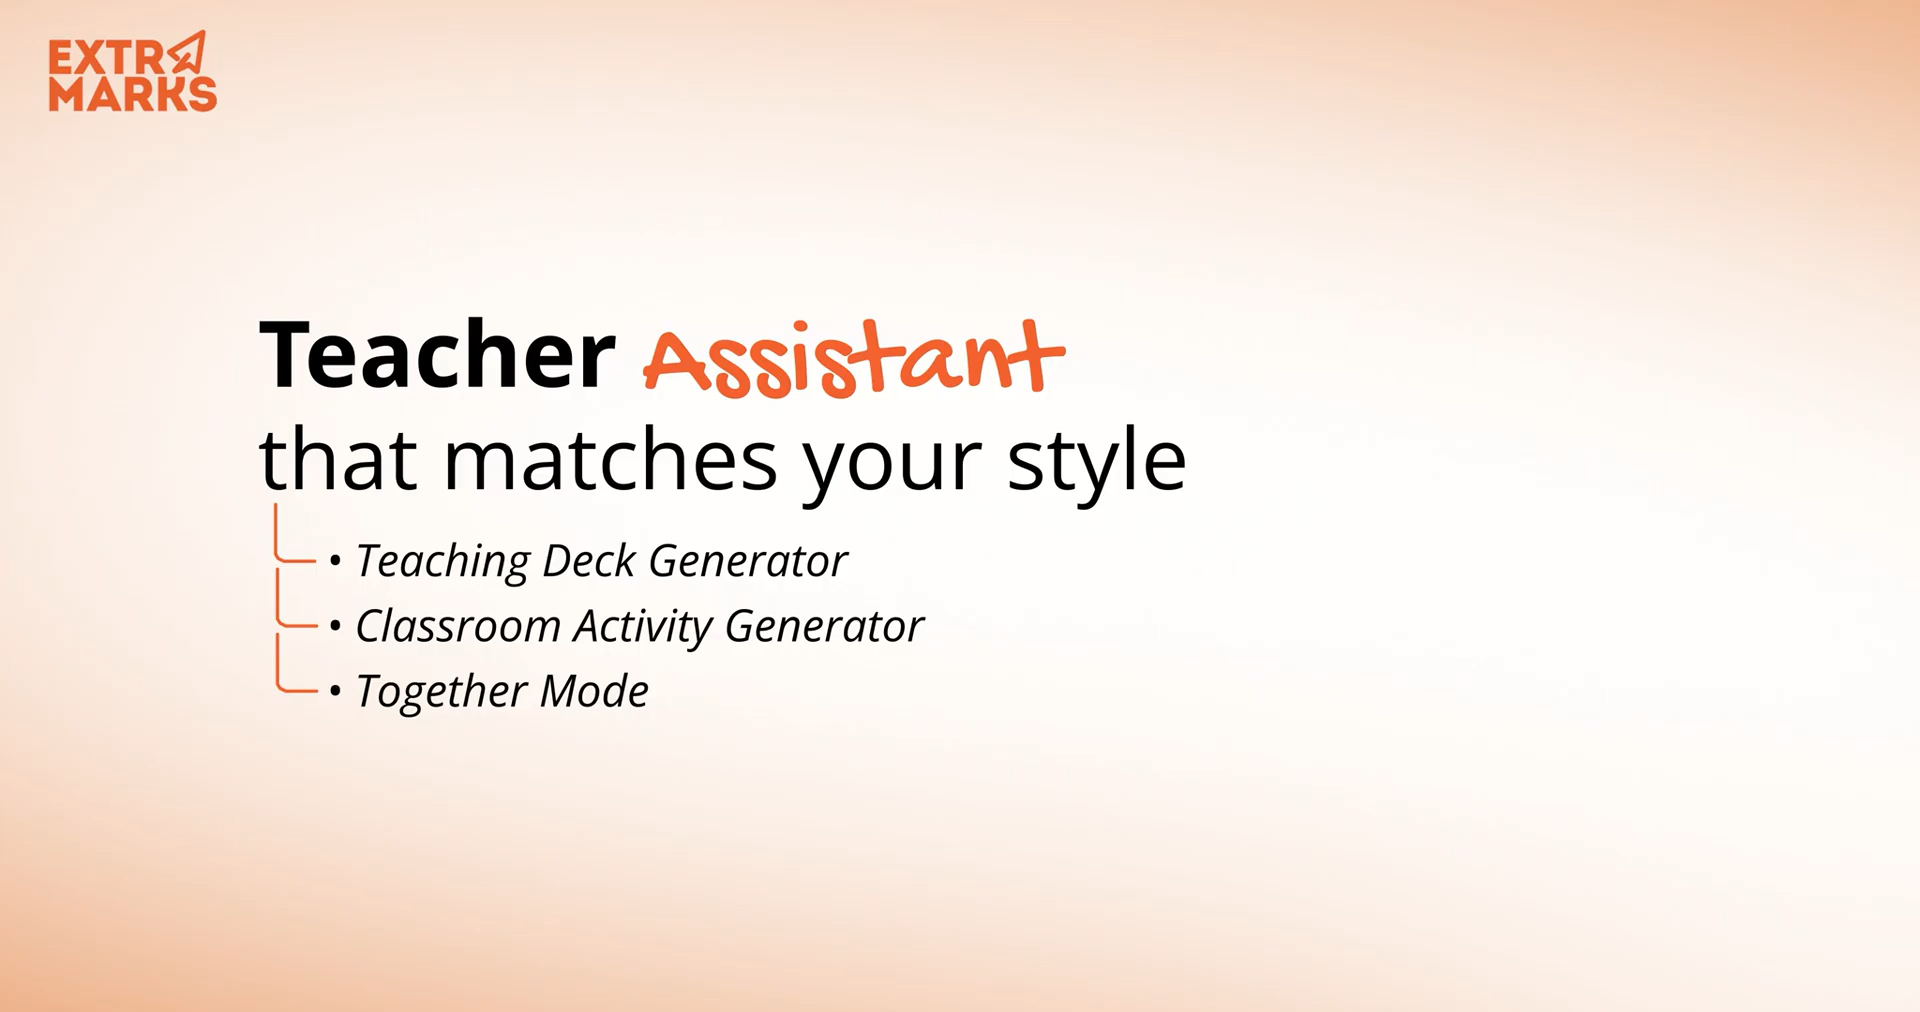 EXTRA
MARKS
Teacher Assistant
that matches your style
• Teaching Deck Generator
• Classroom Activity Generator
• Together Mode